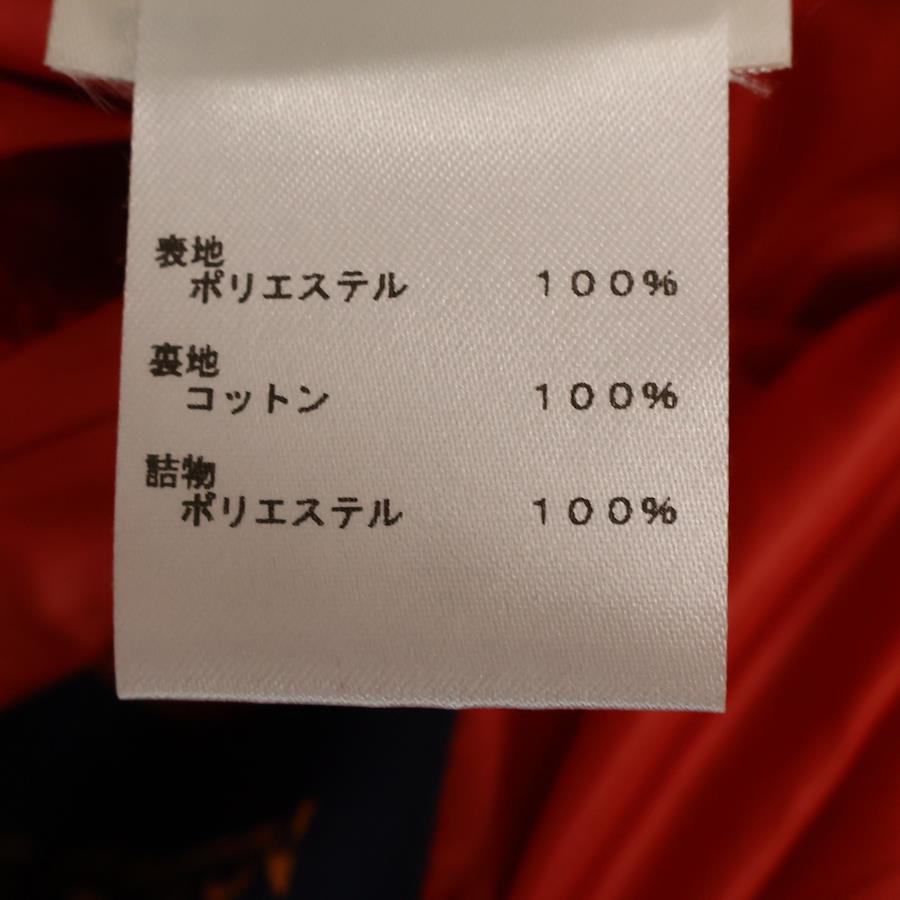 表地
ポリエステル １００％
裏地
コットン １００％
詰物
ポリエステル １００％